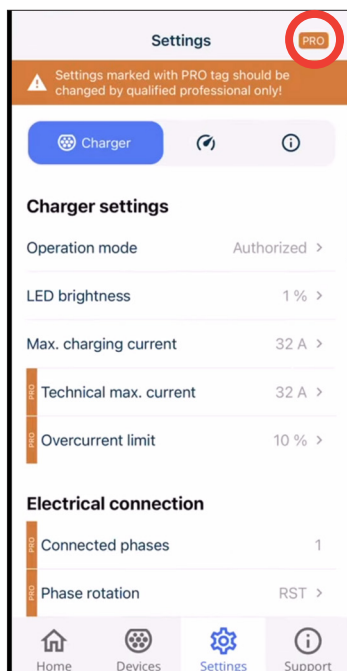 Settings
PRO
Settings marked with PRO tag should be
changed by qualified professional only!
Charger
Charger settings
Operation mode Authorized >
LED brightness 1 % >
Max. charging current 32 A >
PRO Technical max. current 32 A >
PRO Overcurrent limit 10 % >
Electrical connection
PRO Connected phases 1
PRO Phase rotation RST >
Home Devices Settings Support